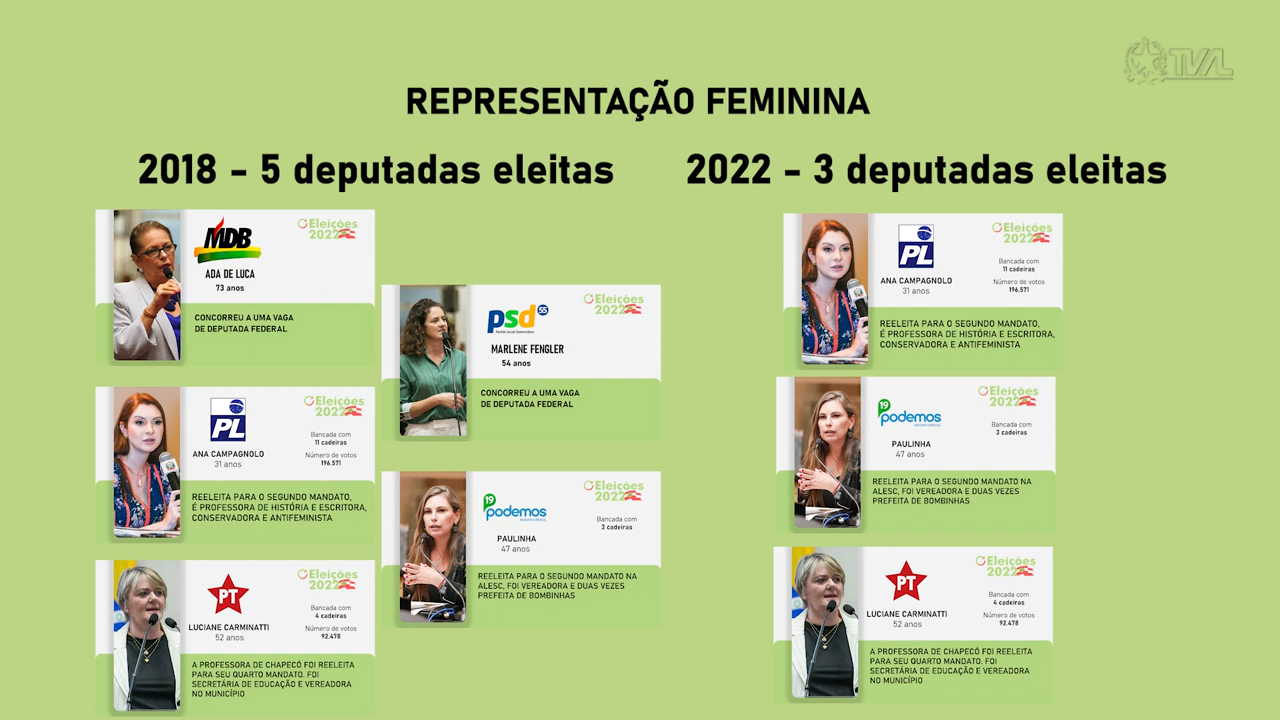 TVAL
REPRESENTAÇÃO FEMININA
2018 - 5 deputadas eleitas
MDB
ADA DE LUCA
73 anos
Eleições
2022
CONCORREU A UMA VAGA
DE DEPUTADA FEDERAL
PL
ANA CAMPAGNOLO
31 anos
Eleições
2022
Bancada com
11 cadeiras
Número de votos
196.571
REELEITA PARA O SEGUNDO MANDATO,
É PROFESSORA DE HISTÓRIA E ESCRITORA,
CONSERVADORA E ANTIFEMINISTA
PT
LUCIANE CARMINATTI
52 anos
Eleições
2022
Bancada com
4 cadeiras
Número de votos
92.478
A PROFESSORA DE CHAPECÓ FOI REELEITA
PARA SEU QUARTO MANDATO. FOI
SECRETÁRIA DE EDUCAÇÃO E VEREADORA
NO MUNICÍPIO
psd 55
Partido Social Democrático
MARLENE FENGLER
54 anos
Eleições
2022
CONCORREU A UMA VAGA
DE DEPUTADA FEDERAL
19
podemos
PAULINHA
47 anos
Eleições
2022
Bancada com
3 cadeiras
REELEITA PARA O SEGUNDO MANDATO NA
ALESC, FOI VEREADORA E DUAS VEZES
PREFEITA DE BOMBINHAS
2022 - 3 deputadas eleitas
PL
ANA CAMPAGNOLO
31 anos
Eleições
2022
Bancada com
11 cadeiras
Número de votos
196.571
REELEITA PARA O SEGUNDO MANDATO,
É PROFESSORA DE HISTÓRIA E ESCRITORA,
CONSERVADORA E ANTIFEMINISTA
19
podemos
PAULINHA
47 anos
Eleições
2022
Bancada com
3 cadeiras
REELEITA PARA O SEGUNDO MANDATO NA
ALESC, FOI VEREADORA E DUAS VEZES
PREFEITA DE BOMBINHAS
PT
LUCIANE CARMINATTI
52 anos
Eleições
2022
Bancada com
4 cadeiras
Número de votos
92.478
A PROFESSORA DE CHAPECÓ FOI REELEITA
PARA SEU QUARTO MANDATO. FOI
SECRETÁRIA DE EDUCAÇÃO E VEREADORA
NO MUNICÍPIO